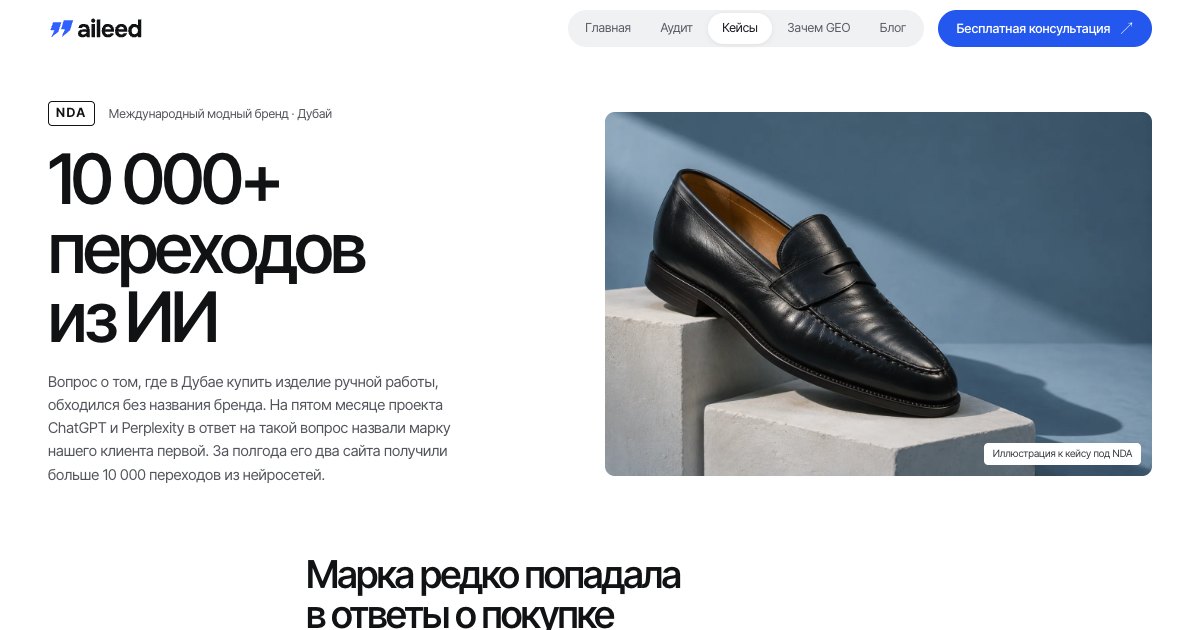 aileed
Главная Аудит Кейсы Зачем GEO Блог
Бесплатная консультация
NDA
Международный модный бренд · Дубай
10 000+
переходов
из ИИ
Вопрос о том, где в Дубае купить изделие ручной работы,
обходился без названия бренда. На пятом месяце проекта
ChatGPT и Perplexity в ответ на такой вопрос назвали марку
нашего клиента первой. За полгода его два сайта получили
больше 10 000 переходов из нейросетей.
Иллюстрация к кейсу под NDA
Марка редко попадала
в ответы о покупке